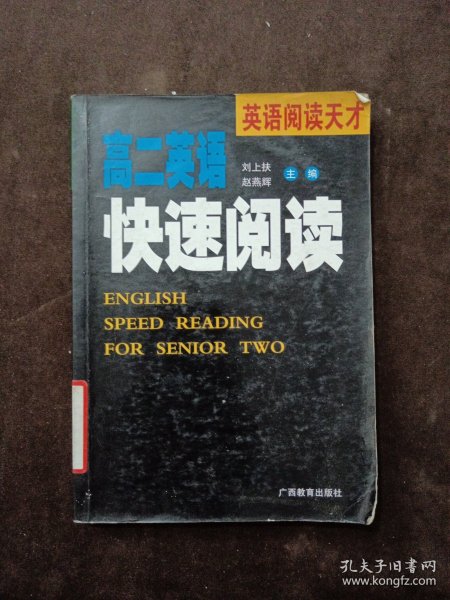 英语阅读天才
高二英语
刘上扶
赵燕辉
主编
快速阅读
ENGLISH
SPEED READING
FOR SENIOR TWO
广西教育出版社
孔夫子旧书网
www.kongfz.com